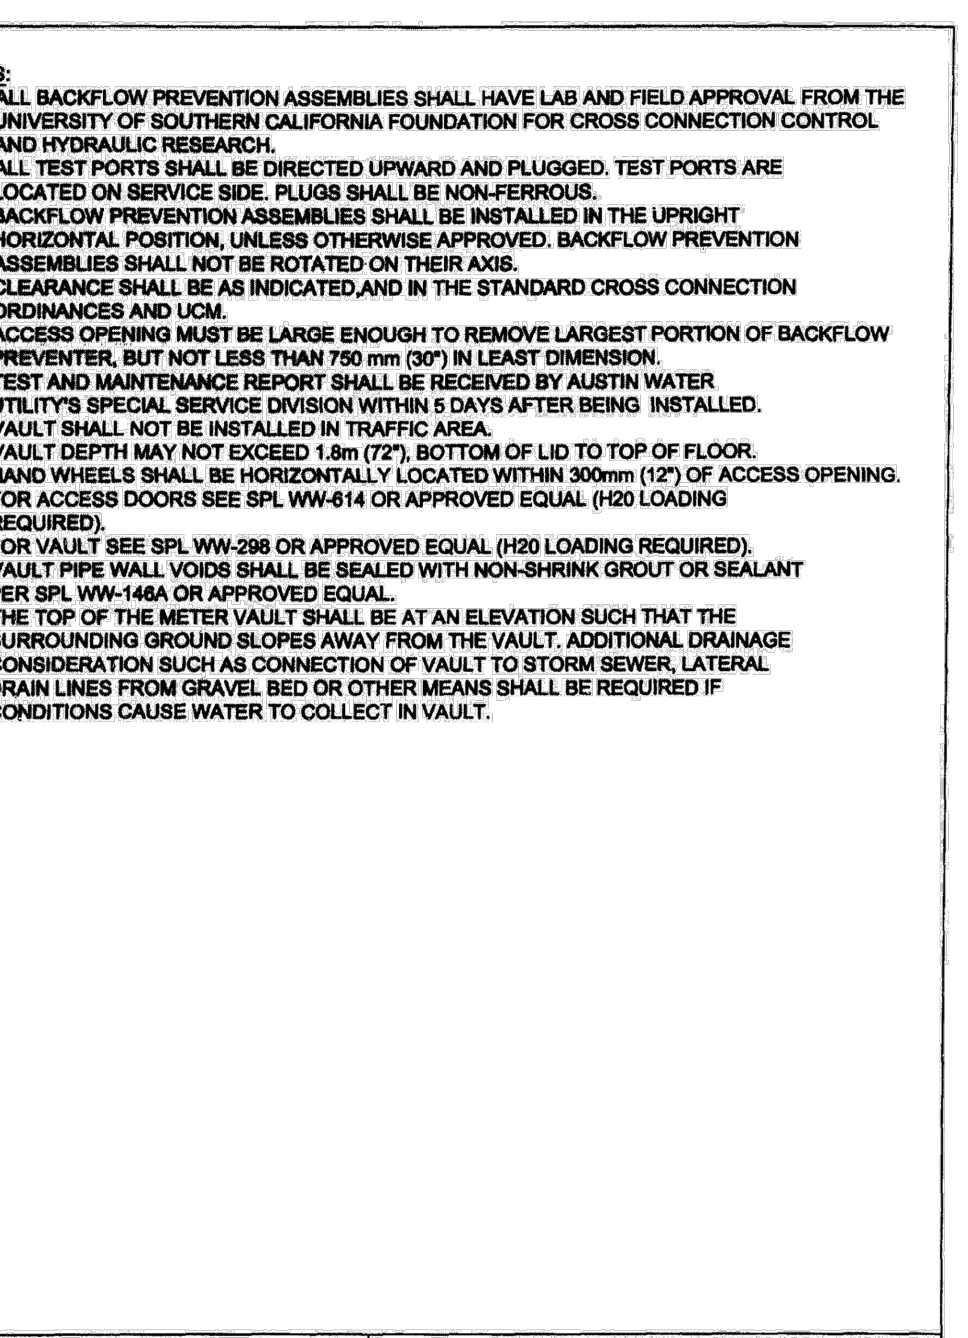 S:
ALL BACKFLOW PREVENTION ASSEMBLIES SHALL HAVE LAB AND FIELD APPROVAL FROM THE
UNIVERSITY OF SOUTHERN CALIFORNIA FOUNDATION FOR CROSS CONNECTION CONTROL
AND HYDRAULIC RESEARCH.
ALL TEST PORTS SHALL BE DIRECTED UPWARD AND PLUGGED. TEST PORTS ARE
LOCATED ON SERVICE SIDE. PLUGS SHALL BE NON-FERROUS.
BACKFLOW PREVENTION ASSEMBLIES SHALL BE INSTALLED IN THE UPRIGHT
HORIZONTAL POSITION, UNLESS OTHERWISE APPROVED. BACKFLOW PREVENTION
ASSEMBLIES SHALL NOT BE ROTATED ON THEIR AXIS.
CLEARANCE SHALL BE AS INDICATED,AND IN THE STANDARD CROSS CONNECTION
ORDINANCES AND UCM.
ACCESS OPENING MUST BE LARGE ENOUGH TO REMOVE LARGEST PORTION OF BACKFLOW
PREVENTER, BUT NOT LESS THAN 750 mm (30") IN LEAST DIMENSION.
TEST AND MAINTENANCE REPORT SHALL BE RECEIVED BY AUSTIN WATER
UTILITY'S SPECIAL SERVICE DIVISION WITHIN 5 DAYS AFTER BEING INSTALLED.
VAULT SHALL NOT BE INSTALLED IN TRAFFIC AREA.
VAULT DEPTH MAY NOT EXCEED 1.8m (72"), BOTTOM OF LID TO TOP OF FLOOR.
HAND WHEELS SHALL BE HORIZONTALLY LOCATED WITHIN 300mm (12") OF ACCESS OPENING.
FOR ACCESS DOORS SEE SPL WW-614 OR APPROVED EQUAL (H20 LOADING
REQUIRED).
FOR VAULT SEE SPL WW-298 OR APPROVED EQUAL (H20 LOADING REQUIRED).
VAULT PIPE WALL VOIDS SHALL BE SEALED WITH NON-SHRINK GROUT OR SEALANT
PER SPL WW-146A OR APPROVED EQUAL.
THE TOP OF THE METER VAULT SHALL BE AT AN ELEVATION SUCH THAT THE
SURROUNDING GROUND SLOPES AWAY FROM THE VAULT. ADDITIONAL DRAINAGE
CONSIDERATION SUCH AS CONNECTION OF VAULT TO STORM SEWER, LATERAL
DRAIN LINES FROM GRAVEL BED OR OTHER MEANS SHALL BE REQUIRED IF
CONDITIONS CAUSE WATER TO COLLECT IN VAULT.